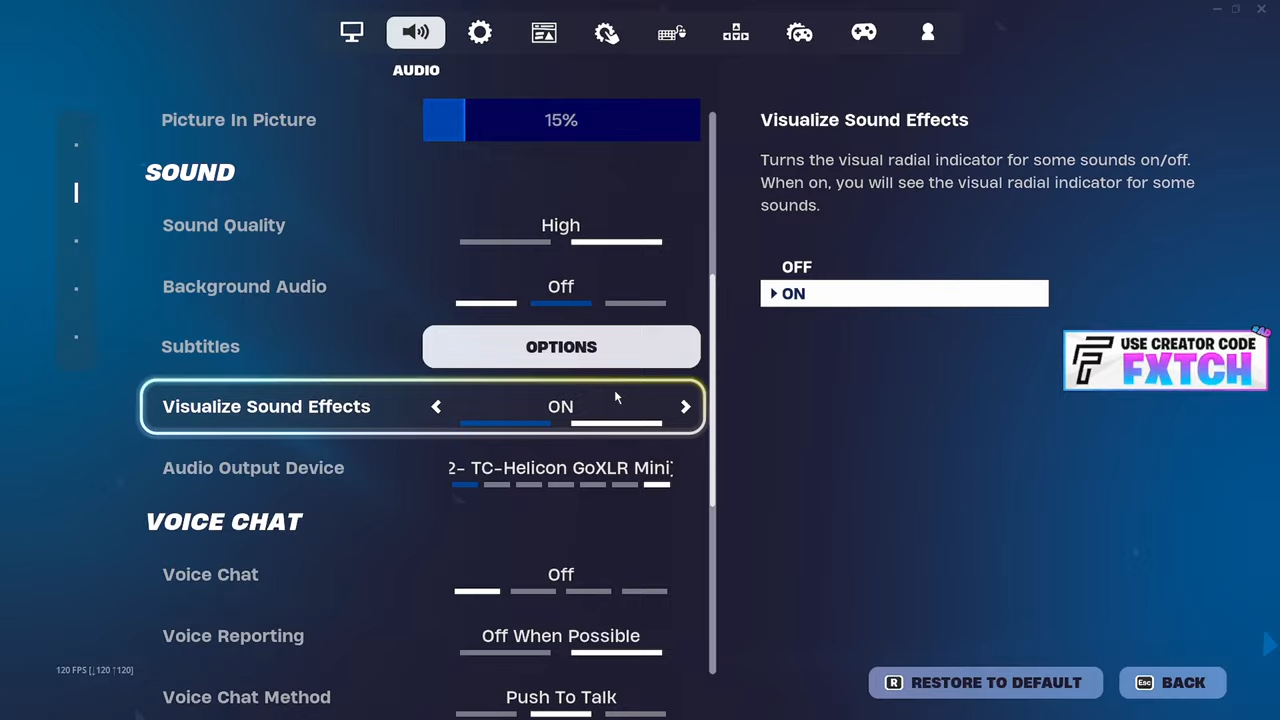 AUDIO
Picture In Picture
15%
SOUND
Sound Quality
High
Background Audio
Off
Subtitles
OPTIONS
Visualize Sound Effects
ON
Audio Output Device
2- TC-Helicon GoXLR Mini)
VOICE CHAT
Voice Chat
Off
Voice Reporting
Off When Possible
Voice Chat Method
Push To Talk
Visualize Sound Effects
Turns the visual radial indicator for some sounds on/off.
When on, you will see the visual radial indicator for some
sounds.
OFF
ON
#AD
USE CREATOR CODE
FXTCH
120 FPS [↓120 ↑120]
R RESTORE TO DEFAULT
Esc BACK